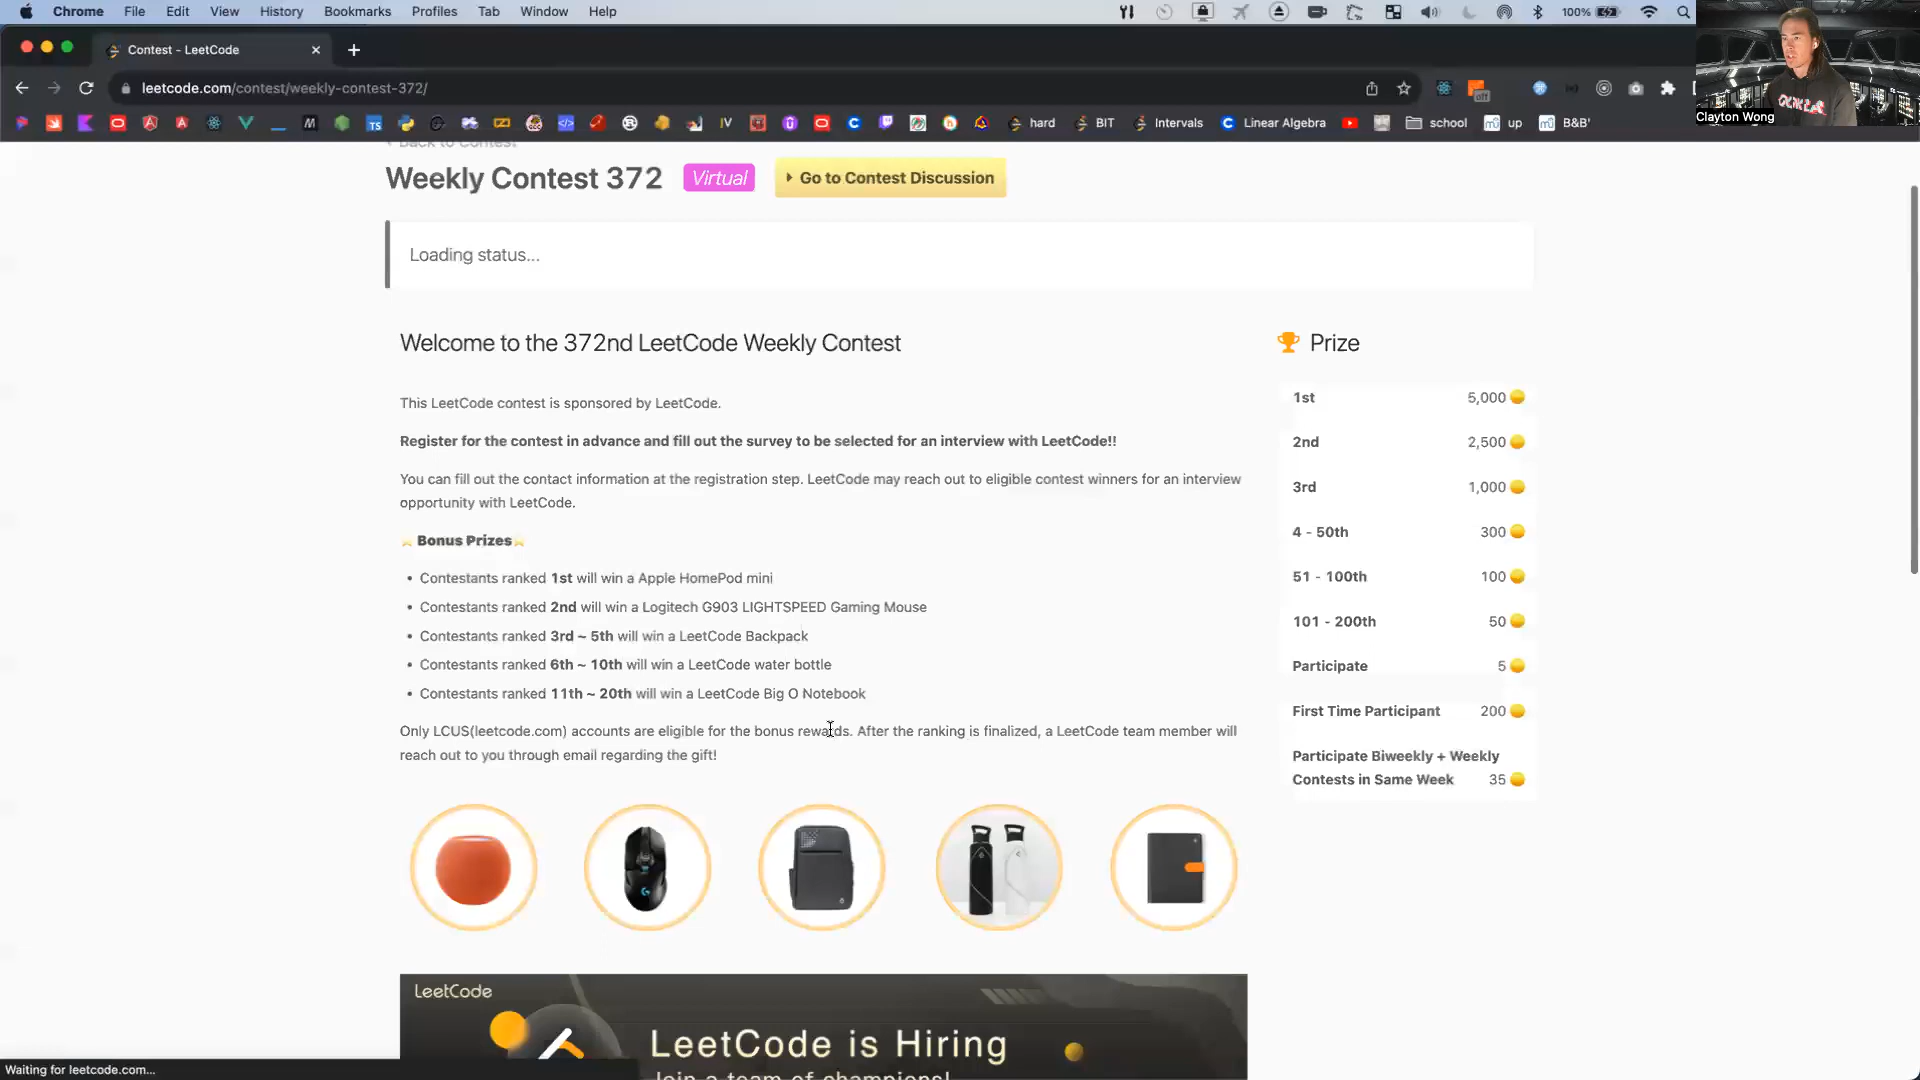 Chrome File Edit View History Bookmarks Profiles Tab Window Help 100%
Contest - LeetCode
leetcode.com/contest/weekly-contest-372/
off
hard BIT Intervals Linear Algebra school up B&B'
IV
Clayton Wong
Back to Contest
Weekly Contest 372 Virtual Go to Contest Discussion
Loading status...
Welcome to the 372nd LeetCode Weekly Contest
This LeetCode contest is sponsored by LeetCode.
Register for the contest in advance and fill out the survey to be selected for an interview with LeetCode!!
You can fill out the contact information at the registration step. LeetCode may reach out to eligible contest winners for an interview
opportunity with LeetCode.
Bonus Prizes
• Contestants ranked 1st will win a Apple HomePod mini
• Contestants ranked 2nd will win a Logitech G903 LIGHTSPEED Gaming Mouse
• Contestants ranked 3rd ~ 5th will win a LeetCode Backpack
• Contestants ranked 6th ~ 10th will win a LeetCode water bottle
• Contestants ranked 11th ~ 20th will win a LeetCode Big O Notebook
Only LCUS(leetcode.com) accounts are eligible for the bonus rewards. After the ranking is finalized, a LeetCode team member will
reach out to you through email regarding the gift!
Prize
1st 5,000
2nd 2,500
3rd 1,000
4 - 50th 300
51 - 100th 100
101 - 200th 50
Participate 5
First Time Participant 200
Participate Biweekly + Weekly
Contests in Same Week 35
LeetCode
LeetCode is Hiring
Join a team of champions!
Waiting for leetcode.com...